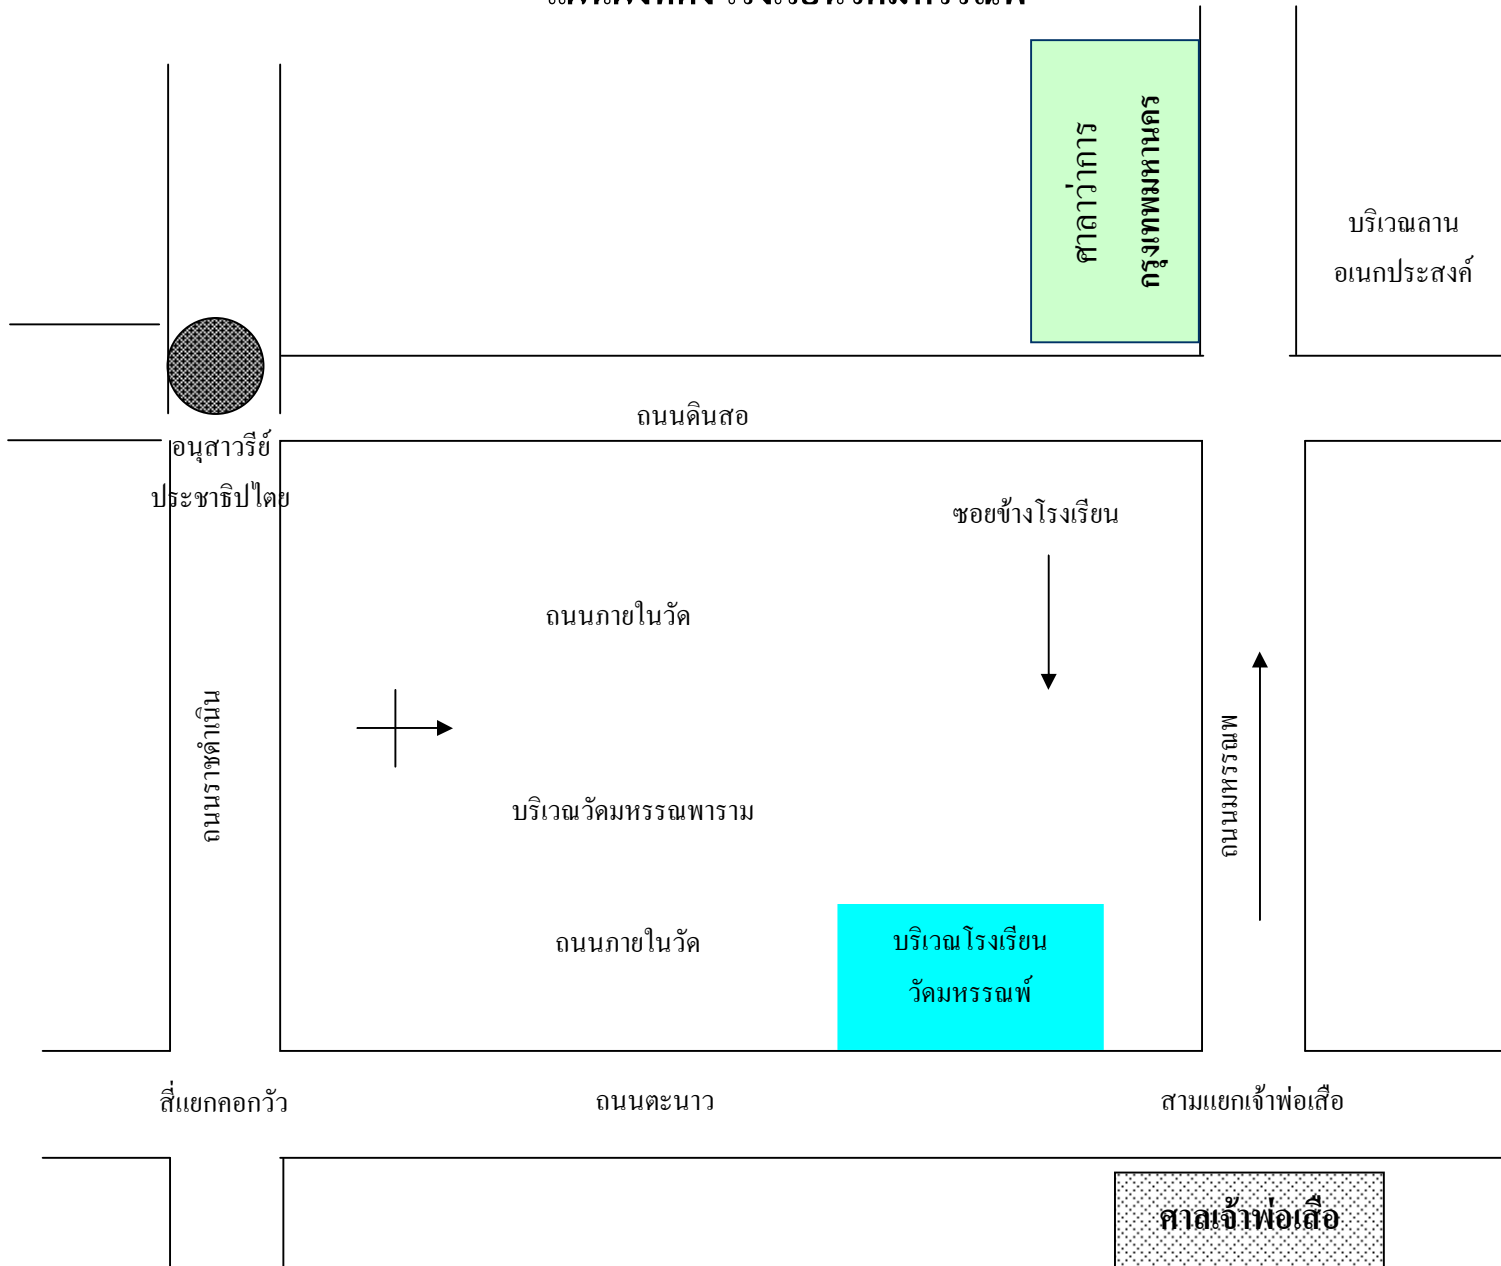 ศาลาว่าการ
กรุงเทพมหานคร
บริเวณลาน
อเนกประสงค์
ถนนดินสอ
อนุสาวรีย์
ประชาธิปไตย
ซอยข้างโรงเรียน
ถนนภายในวัด
ถนนราชดำเนิน
ถนนมหรรณพ
บริเวณวัดมหรรณพาราม
ถนนภายในวัด
บริเวณโรงเรียน
วัดมหรรณพ์
สี่แยกคอกวัว
ถนนตะนาว
สามแยกเจ้าพ่อเสือ
ศาลเจ้าพ่อเสือ